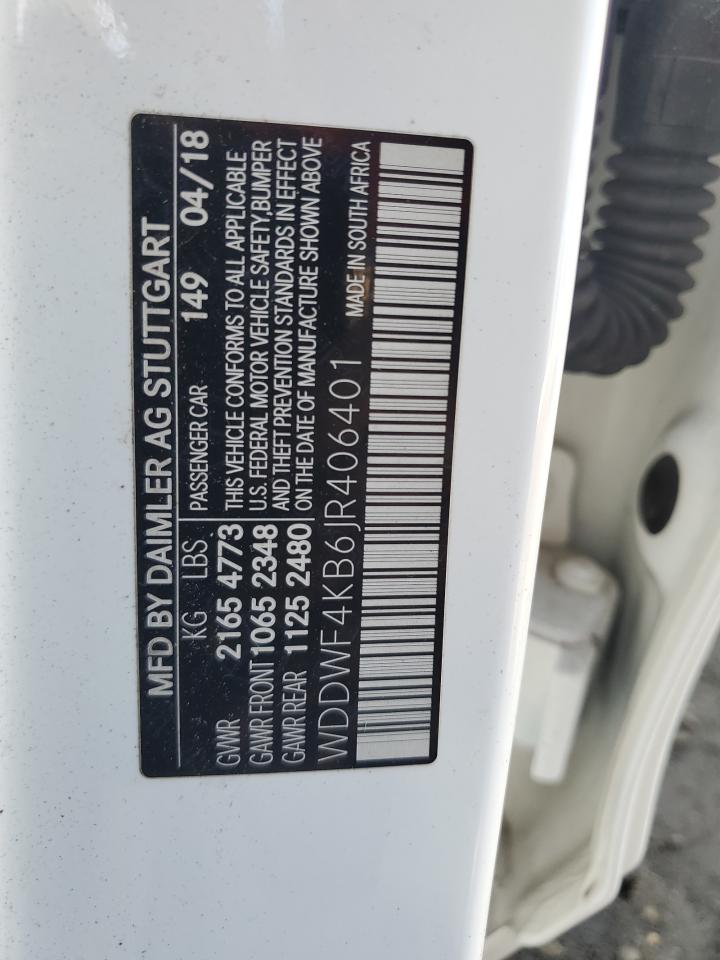 MFD BY DAIMLER AG STUTTGART
KG LBS PASSENGER CAR 149 04/18
GVWR 2165 4773 THIS VEHICLE CONFORMS TO ALL APPLICABLE
GAWR FRONT 1065 2348 U.S. FEDERAL MOTOR VEHICLE SAFETY,BUMPER
GAWR REAR 1125 2480 AND THEFT PREVENTION STANDARDS IN EFFECT
ON THE DATE OF MANUFACTURE SHOWN ABOVE
WDDWF4KB6JR406401 MADE IN SOUTH AFRICA